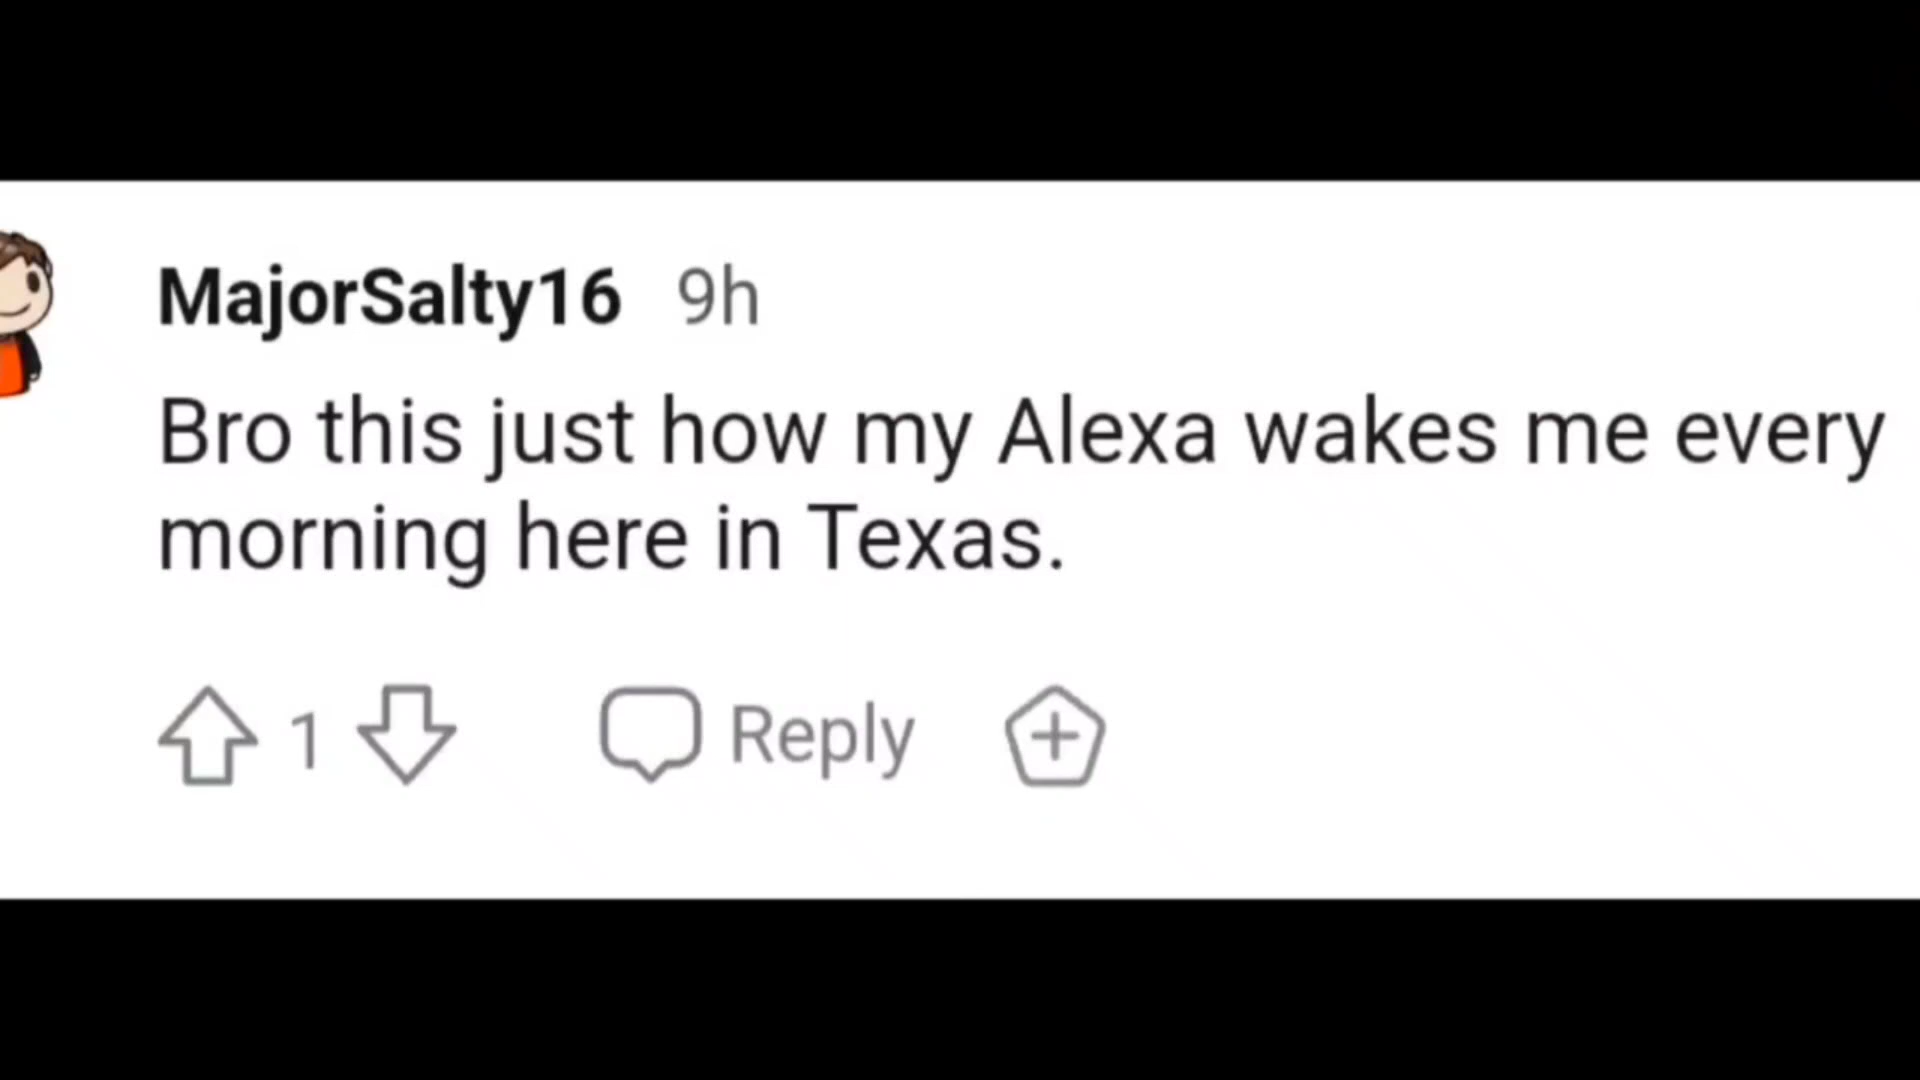 MajorSalty16 9h
Bro this just how my Alexa wakes me every
morning here in Texas.
1 Reply